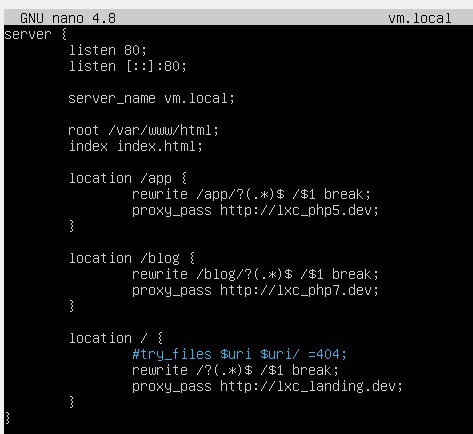 GNU nano 4.8 vm.local
server {
listen 80;
listen [::]:80;
server_name vm.local;
root /var/www/html;
index index.html;
location /app {
rewrite /app/?(.*)$ /$1 break;
proxy_pass http://lxc_php5.dev;
}
location /blog {
rewrite /blog/?(.*)$ /$1 break;
proxy_pass http://lxc_php7.dev;
}
location / {
#try_files $uri $uri/ =404;
rewrite /?(.*)$ /$1 break;
proxy_pass http://lxc_landing.dev;
}
}